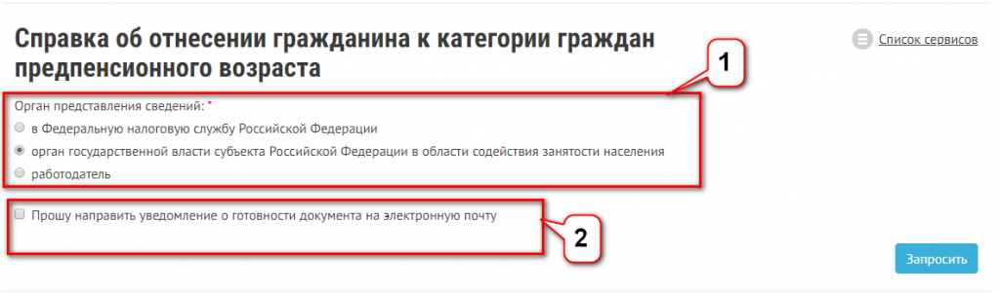 Справка об отнесении гражданина к категории граждан
предпенсионного возраста
Список сервисов
1
Орган представления сведений: *
в Федеральную налоговую службу Российской Федерации
орган государственной власти субъекта Российской Федерации в области содействия занятости населения
работодатель
Прошу направить уведомление о готовности документа на электронную почту
2
Запросить